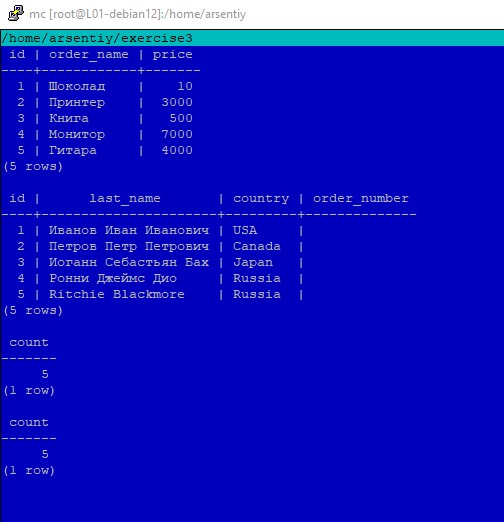 mc [root@L01-debian12]:/home/arsentiy
/home/arsentiy/exercise3
 id | order_name | price
----+------------+-------
  1 | Шоколад    |    10
  2 | Принтер    |  3000
  3 | Книга      |   500
  4 | Монитор    |  7000
  5 | Гитара     |  4000
(5 rows)

 id |      last_name       | country | order_number
----+----------------------+---------+--------------
  1 | Иванов Иван Иванович | USA     |
  2 | Петров Петр Петрович | Canada  |
  3 | Иоганн Себастьян Бах | Japan   |
  4 | Ронни Джеймс Дио     | Russia  |
  5 | Ritchie Blackmore    | Russia  |
(5 rows)

 count
-------
     5
(1 row)

 count
-------
     5
(1 row)